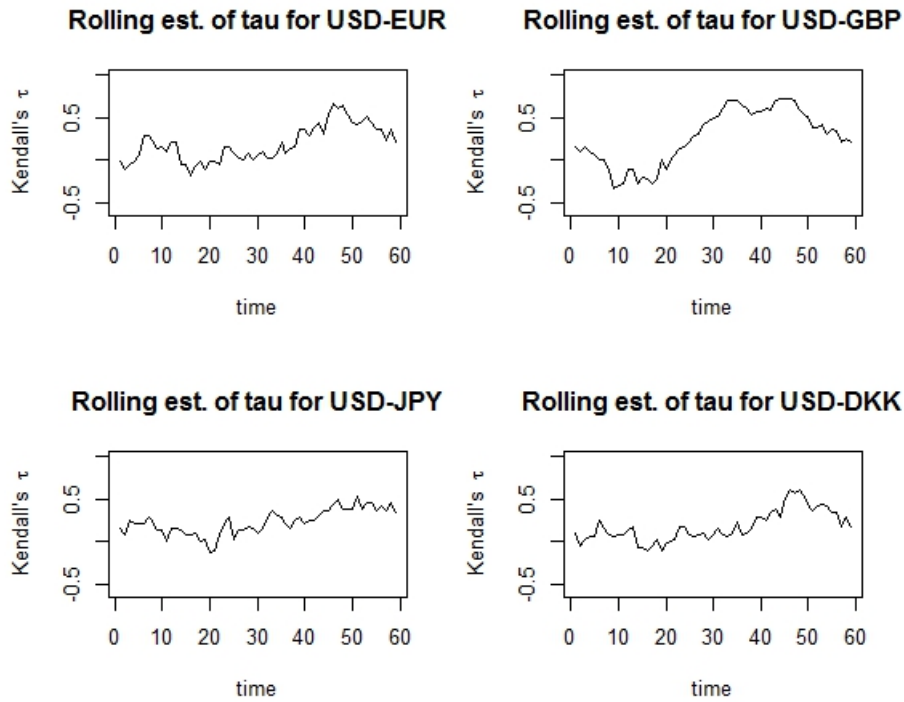 Rolling est. of tau for USD-EUR
Kendall's τ
0.5
-0.5
0 10 20 30 40 50 60
time
Rolling est. of tau for USD-GBP
Kendall's τ
0.5
-0.5
0 10 20 30 40 50 60
time
Rolling est. of tau for USD-JPY
Kendall's τ
0.5
-0.5
0 10 20 30 40 50 60
time
Rolling est. of tau for USD-DKK
Kendall's τ
0.5
-0.5
0 10 20 30 40 50 60
time